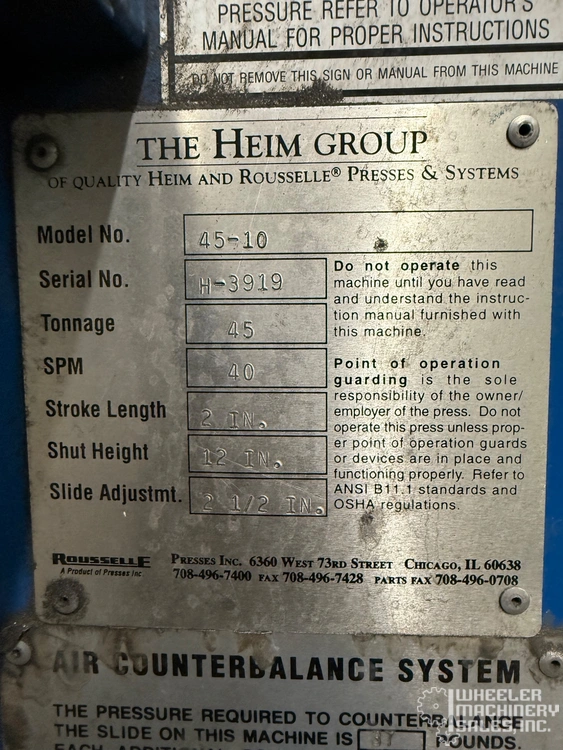 PRESSURE REFER TO OPERATOR'S
MANUAL FOR PROPER INSTRUCTIONS
DO NOT REMOVE THIS SIGN OR MANUAL FROM THIS MACHINE
THE HEIM GROUP
OF QUALITY HEIM AND ROUSSELLE® PRESSES & SYSTEMS
Model No. 45-10
Serial No. H-3919
Tonnage 45
SPM 40
Stroke Length 2 IN.
Shut Height 12 IN.
Slide Adjustmt. 2 1/2 IN.
Do not operate this
machine until you have read
and understand the instruc-
tion manual furnished with
this machine.
Point of operation
guarding is the sole
responsibility of the owner/
employer of the press. Do not
operate this press unless prop-
er point of operation guards
or devices are in place and
functioning properly. Refer to
ANSI B11.1 standards and
OSHA regulations.
ROUSSELLE
A Product of Presses Inc.
PRESSES INC. 6360 WEST 73RD STREET CHICAGO, IL 60638
708-496-7400 FAX 708-496-7428 PARTS FAX 708-496-0708
AIR COUNTERBALANCE SYSTEM
THE PRESSURE REQUIRED TO COUNTERBALANCE
THE SLIDE ON THIS MACHINE IS POUNDS
EACH ADDITIONAL
WHEELER
MACHINERY
SALES, INC.